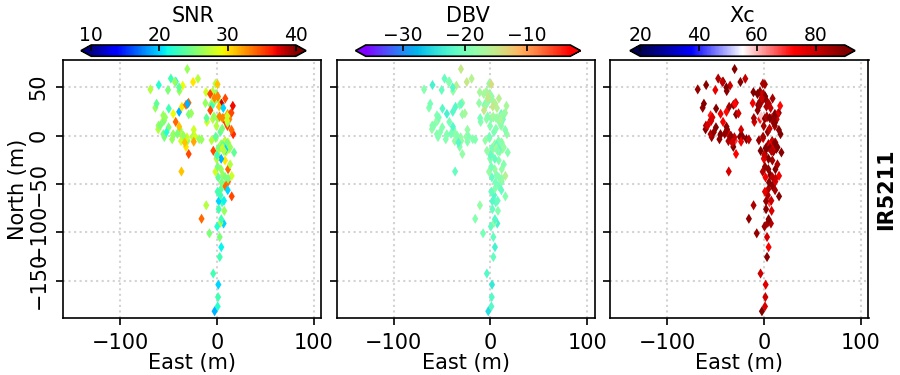 SNR DBV Xc
10 20 30 40 −30 −20 −10 20 40 60 80
North (m)
50
0
−50
−100
−150
−100 0 100 −100 0 100 −100 0 100
East (m) East (m) East (m)
IR5211